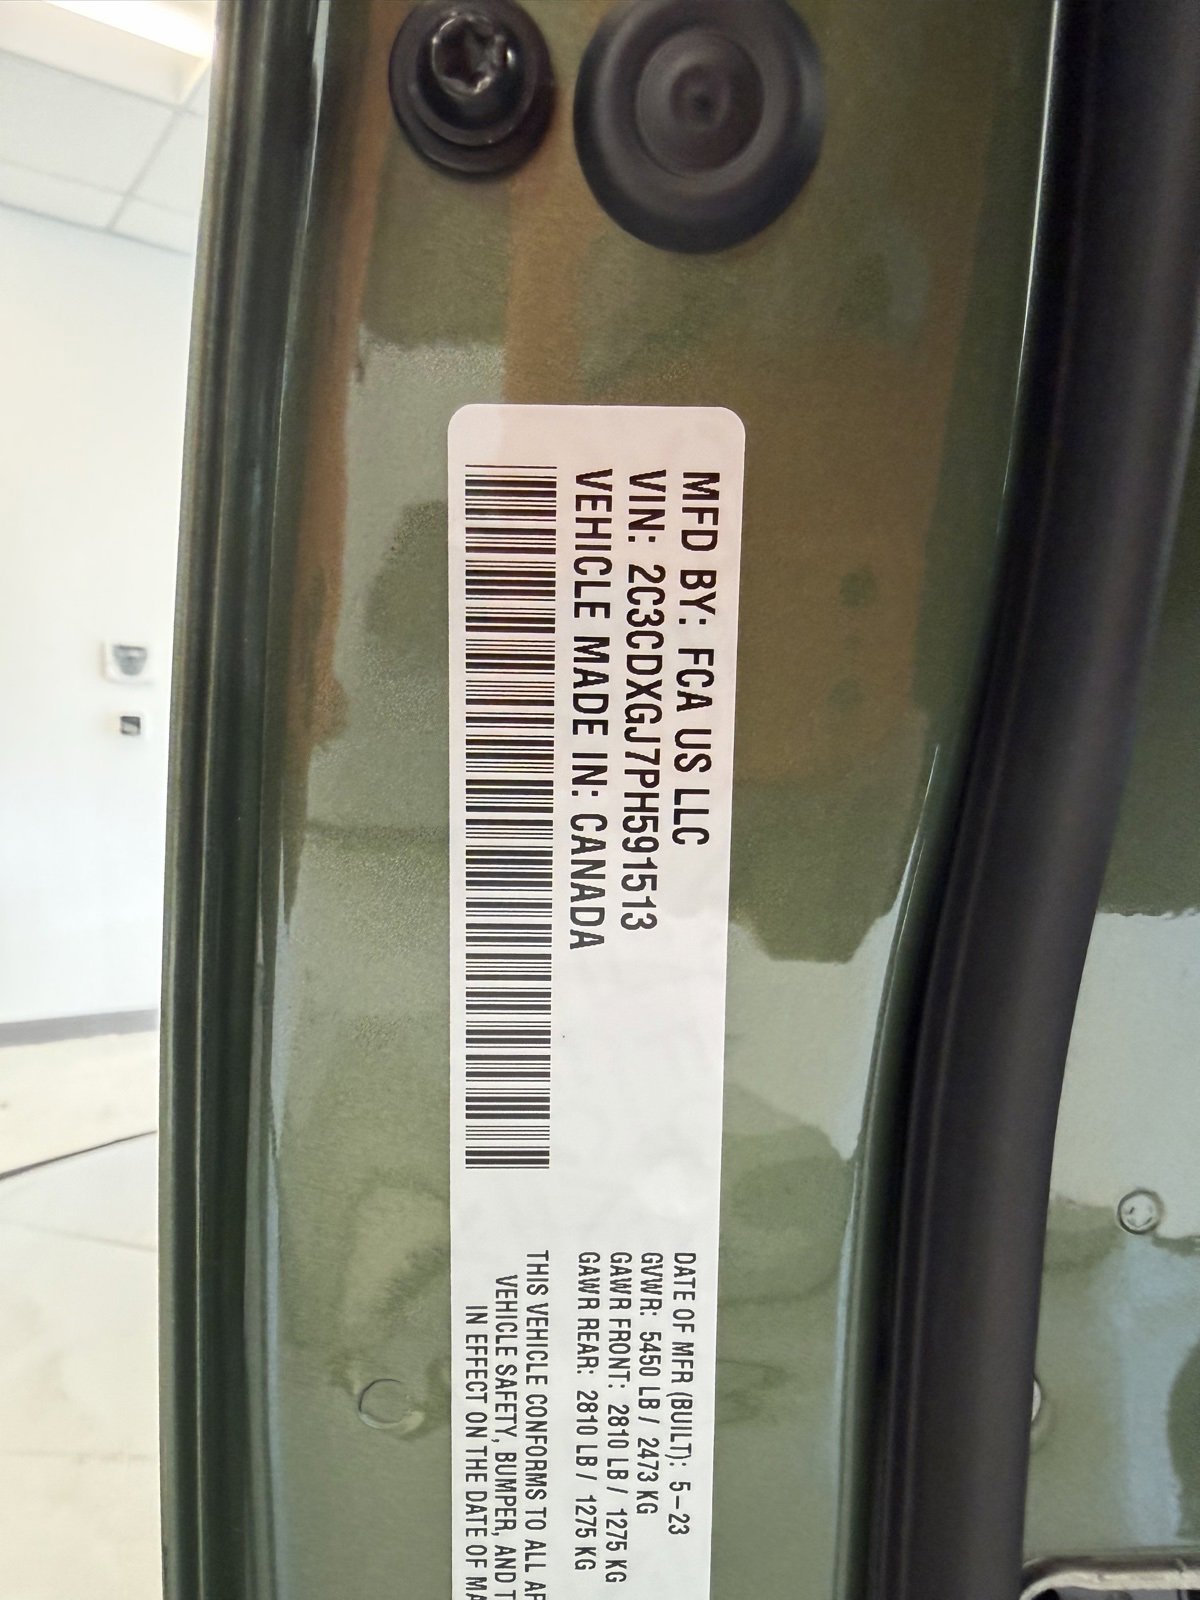 MFD BY: FCA US LLC
VIN: 2C3CDXGJ7PH591513
VEHICLE MADE IN: CANADA
DATE OF MFR (BUILT): 5-23
GVWR: 5450 LB / 2473 KG
GAWR FRONT: 2810 LB / 1275 KG
GAWR REAR: 2810 LB / 1275 KG
THIS VEHICLE CONFORMS TO ALL
VEHICLE SAFETY, BUMPER, AND
IN EFFECT ON THE DATE OF